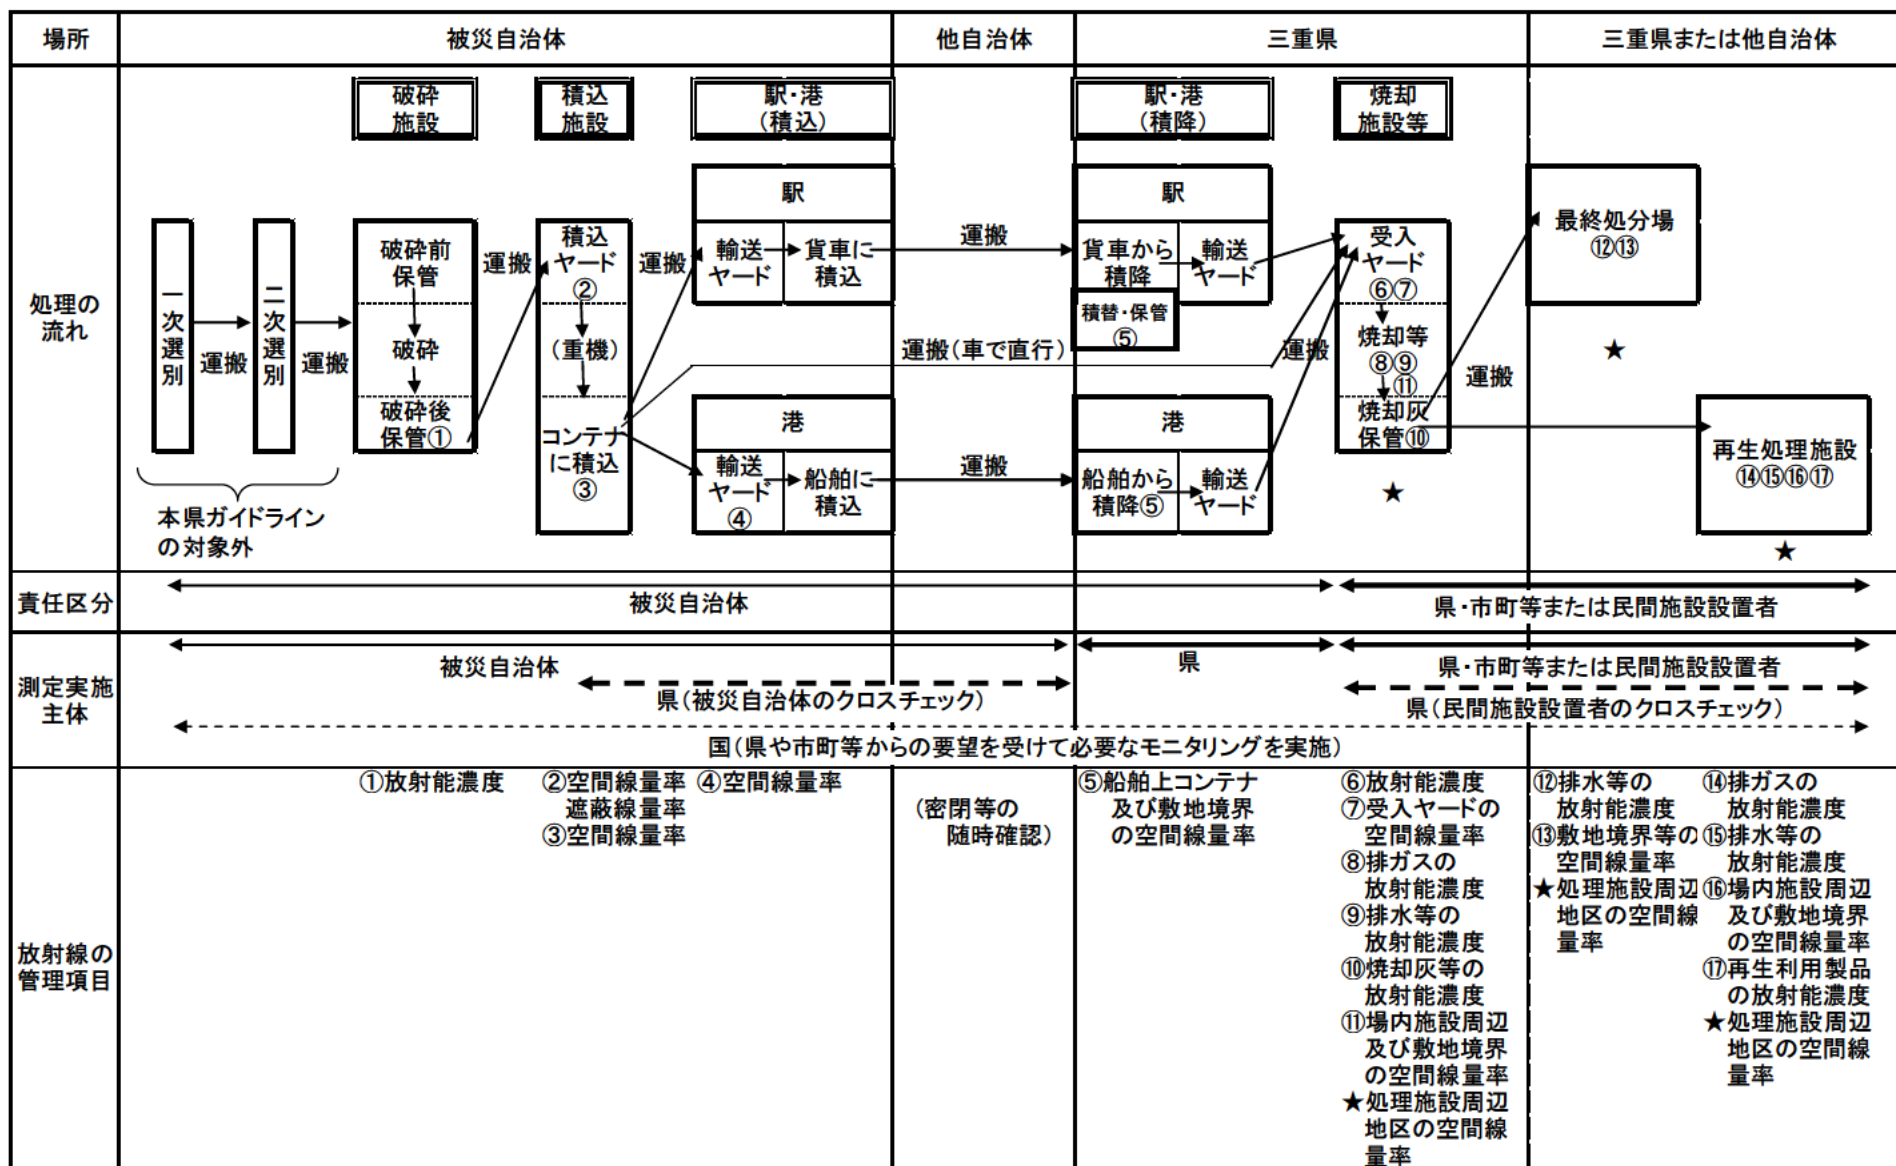 場所
被災自治体
他自治体
三重県
三重県または他自治体
処理の
流れ
破砕
施設
積込
施設
駅・港
(積込)
駅・港
(積降)
焼却
施設等
一次選別
運搬
二次選別
運搬
破砕前
保管
破砕
破砕後
保管①
運搬
積込
ヤード
②
(重機)
コンテナ
に積込
③
運搬
駅
輸送
ヤード
貨車に
積込
運搬
駅
貨車から
積降
輸送
ヤード
積替・保管
⑤
運搬(車で直行)
運搬
港
輸送
ヤード
④
船舶に
積込
運搬
港
船舶から
積降⑤
輸送
ヤード
受入
ヤード
⑥⑦
焼却等
⑧⑨
⑪
焼却灰
保管⑩
★
運搬
最終処分場
⑫⑬
★
再生処理施設
⑭⑮⑯⑰
★
本県ガイドライン
の対象外
責任区分
被災自治体
県・市町等または民間施設設置者
測定実施
主体
被災自治体
県
県・市町等または民間施設設置者
県(被災自治体のクロスチェック)
県(民間施設設置者のクロスチェック)
国(県や市町等からの要望を受けて必要なモニタリングを実施)
放射線の
管理項目
①放射能濃度
②空間線量率
遮蔽線量率
③空間線量率
④空間線量率
(密閉等の
随時確認)
⑤船舶上コンテナ
及び敷地境界
の空間線量率
⑥放射能濃度
⑦受入ヤードの
空間線量率
⑧排ガスの
放射能濃度
⑨排水等の
放射能濃度
⑩焼却灰等の
放射能濃度
⑪場内施設周辺
及び敷地境界
の空間線量率
★処理施設周辺
地区の空間線
量率
⑫排水等の
放射能濃度
⑬敷地境界等の
空間線量率
★処理施設周辺
地区の空間線
量率
⑭排ガスの
放射能濃度
⑮排水等の
放射能濃度
⑯場内施設周辺
及び敷地境界
の空間線量率
⑰再生利用製品
の放射能濃度
★処理施設周辺
地区の空間線
量率